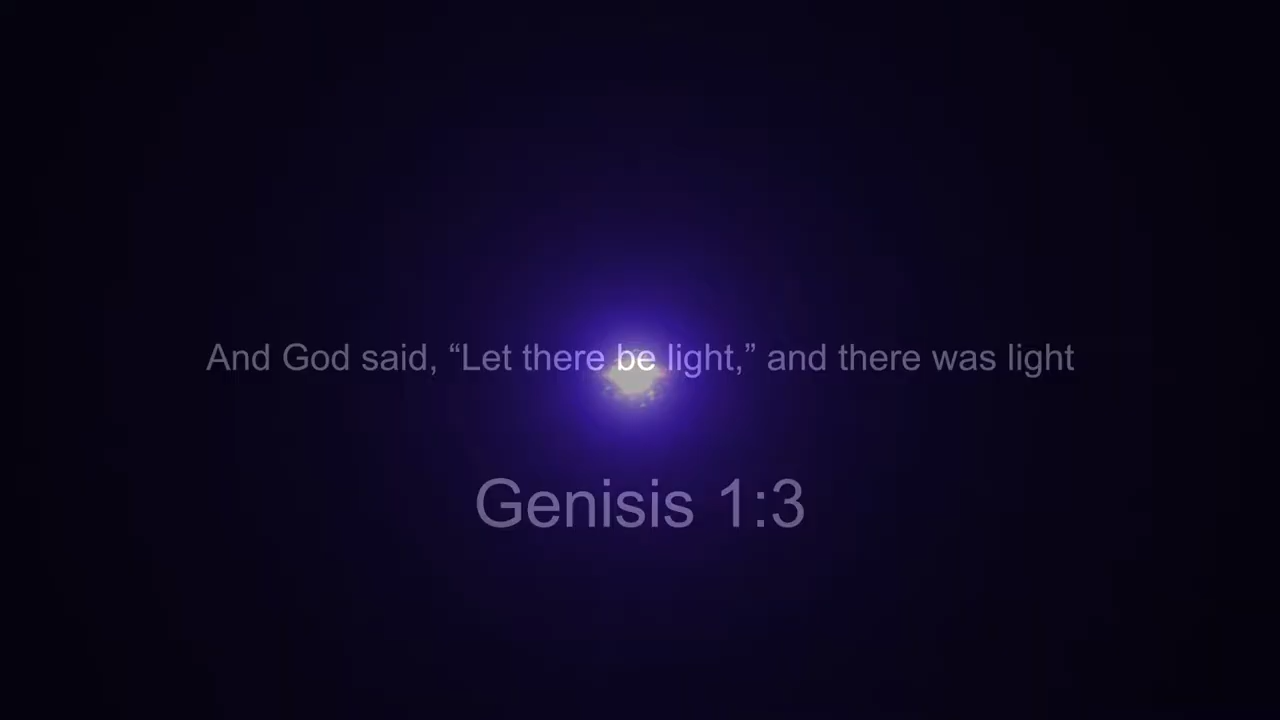 And God said, “Let there be light,” and there was light
Genisis 1:3